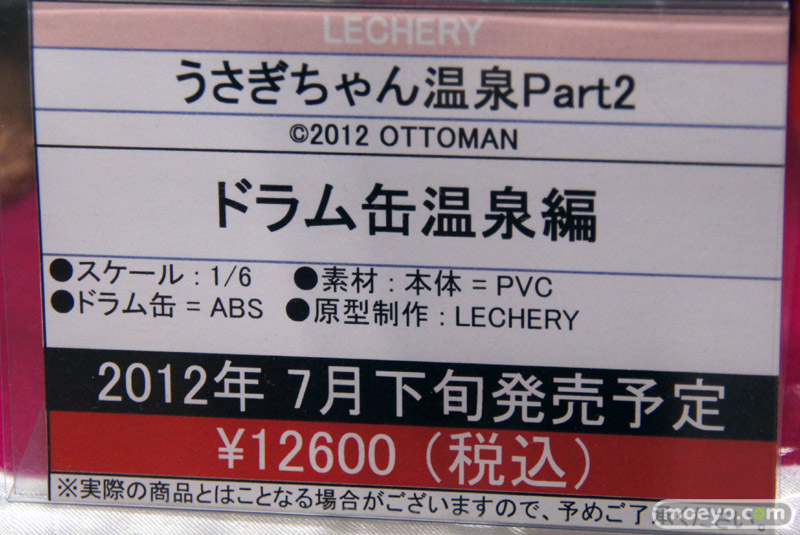 LECHERY
うさぎちゃん温泉Part2
©2012 OTTOMAN
ドラム缶温泉編
●スケール：1/6 ●素材：本体＝PVC
●ドラム缶＝ABS ●原型制作：LECHERY
2012年 7月下旬発売予定
¥12600（税込）
※実際の商品とはことなる場合がございますので、予めご了
moeyo.com